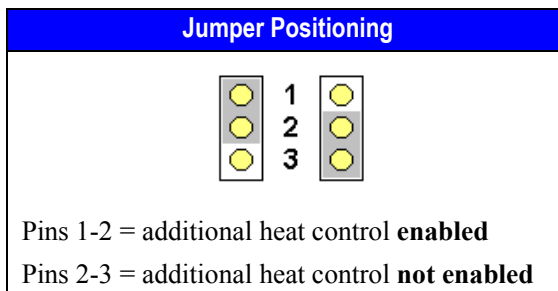 Jumper Positioning
1
2
3
Pins 1-2 = additional heat control enabled
Pins 2-3 = additional heat control not enabled